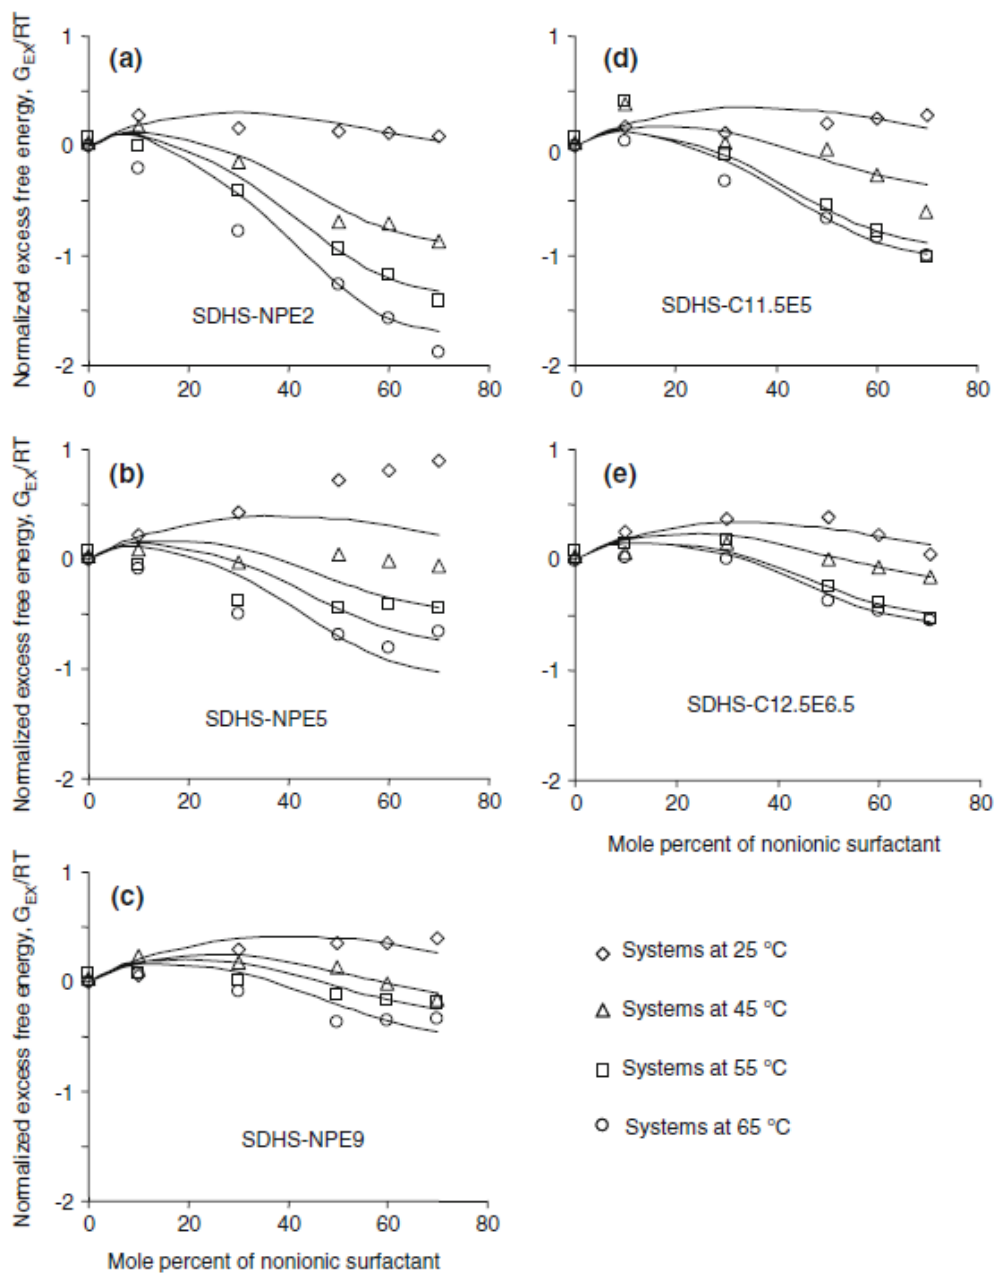 Normalized excess free energy, GEX/RT
1
0
-1
-2
(a)
SDHS-NPE2
0
20
40
60
80
1
0
-1
-2
(d)
SDHS-C11.5E5
0
20
40
60
80
Normalized excess free energy, GEX/RT
1
0
-1
-2
(b)
SDHS-NPE5
0
20
40
60
80
1
0
-1
-2
(e)
SDHS-C12.5E6.5
0
20
40
60
80
Mole percent of nonionic surfactant
Normalized excess free energy, GEX/RT
1
0
-1
-2
(c)
SDHS-NPE9
0
20
40
60
80
Mole percent of nonionic surfactant
Systems at 25 °C
Systems at 45 °C
Systems at 55 °C
Systems at 65 °C